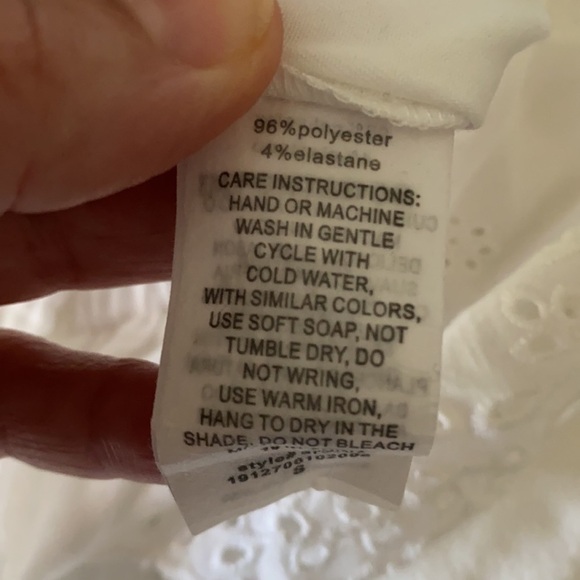 96%polyester
4%elastane
CARE INSTRUCTIONS:
HAND OR MACHINE
WASH IN GENTLE
CYCLE WITH
COLD WATER,
WITH SIMILAR COLORS,
USE SOFT SOAP, NOT
TUMBLE DRY, DO
NOT WRING,
USE WARM IRON,
HANG TO DRY IN THE
SHADE. DO NOT BLEACH
S